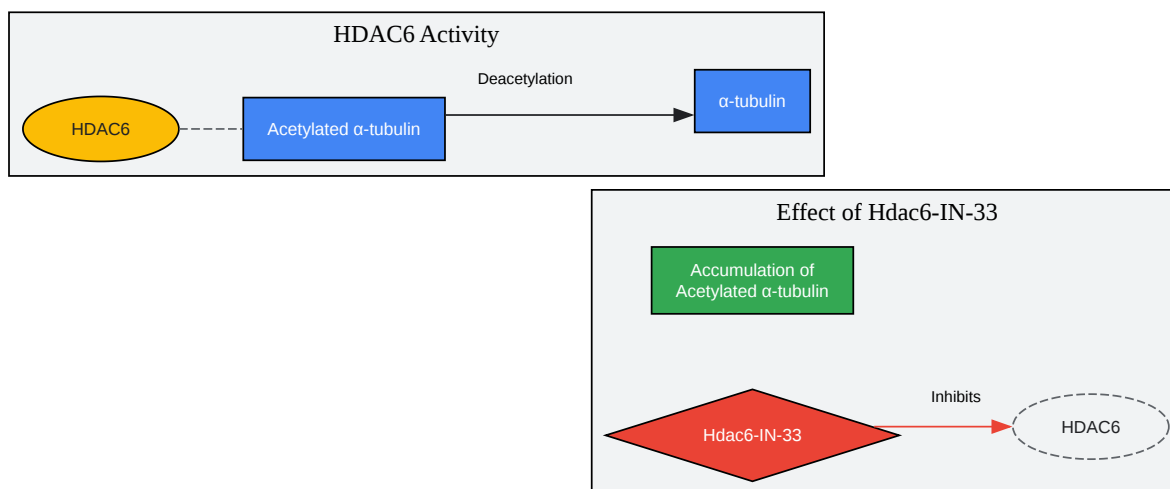 HDAC6 Activity
Deacetylation
HDAC6
Acetylated α-tubulin
α-tubulin
Effect of Hdac6-IN-33
Accumulation of
Acetylated α-tubulin
Inhibits
Hdac6-IN-33
HDAC6